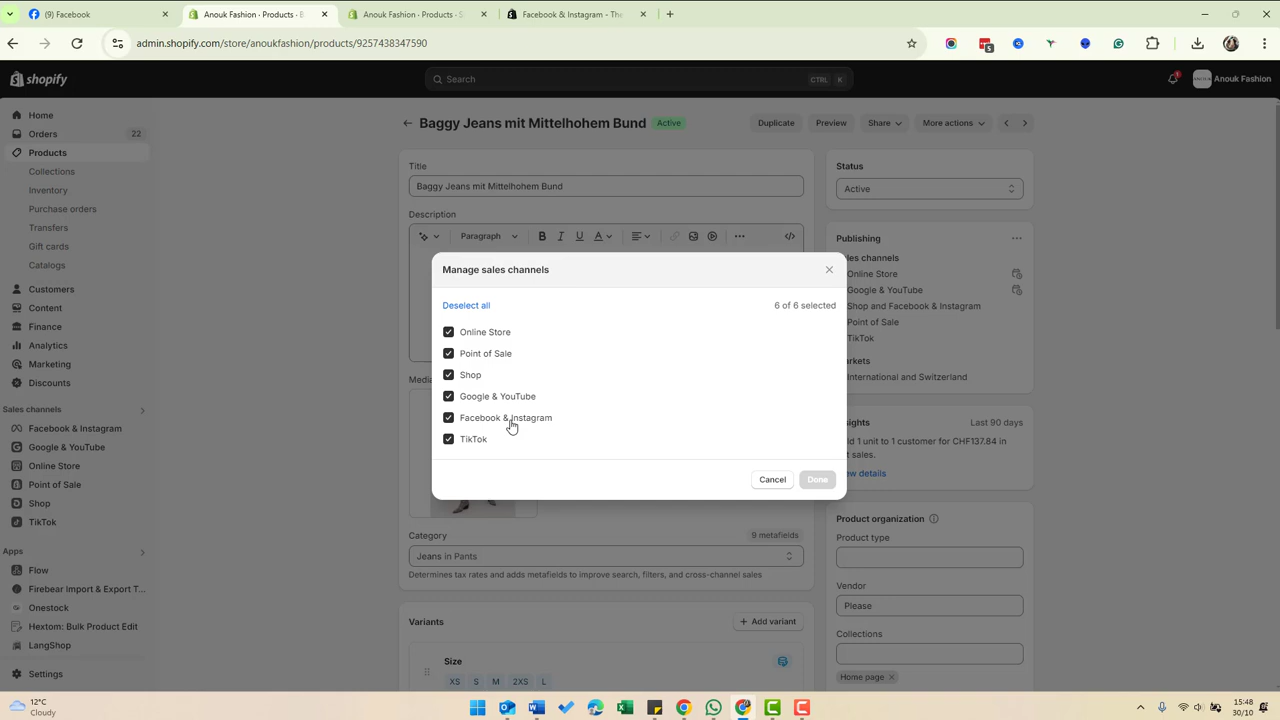 (9) Facebook
Anouk Fashion · Products · B
Anouk Fashion · Products · S
Facebook & Instagram - The
admin.shopify.com/store/anoukfashion/products/9257438347590
5
shopify
Search
CTRL K
1
Anouk Fashion
Home
Orders 22
Products
Collections
Inventory
Purchase orders
Transfers
Gift cards
Catalogs
Customers
Content
Finance
Analytics
Marketing
Discounts
Sales channels
Facebook & Instagram
Google & YouTube
Online Store
Point of Sale
Shop
TikTok
Apps
Flow
Firebear Import & Export T...
Onestock
Hextom: Bulk Product Edit
LangShop
Settings
Baggy Jeans mit Mittelhohem Bund Active
Duplicate Preview Share More actions
Title
Baggy Jeans mit Mittelhohem Bund
Description
Paragraph B I U A
Media
Manage sales channels
Deselect all 6 of 6 selected
Online Store
Point of Sale
Shop
Google & YouTube
Facebook & Instagram
TikTok
Cancel Done
Category 9 metafields
Jeans in Pants
Determines tax rates and adds metafields to improve search, filters, and cross-channel sales
Variants
Add variant
Size
XS S M 2XS L
Status
Active
Publishing
ales channels
Online Store
Google & YouTube
Shop and Facebook & Instagram
Point of Sale
TikTok
arkets
International and Switzerland
sights Last 90 days
ld 1 unit to 1 customer for CHF137.84 in
t sales.
ew details
Product organization
Product type
Vendor
Please
Collections
Home page
12°C
Cloudy
15:48
30/10